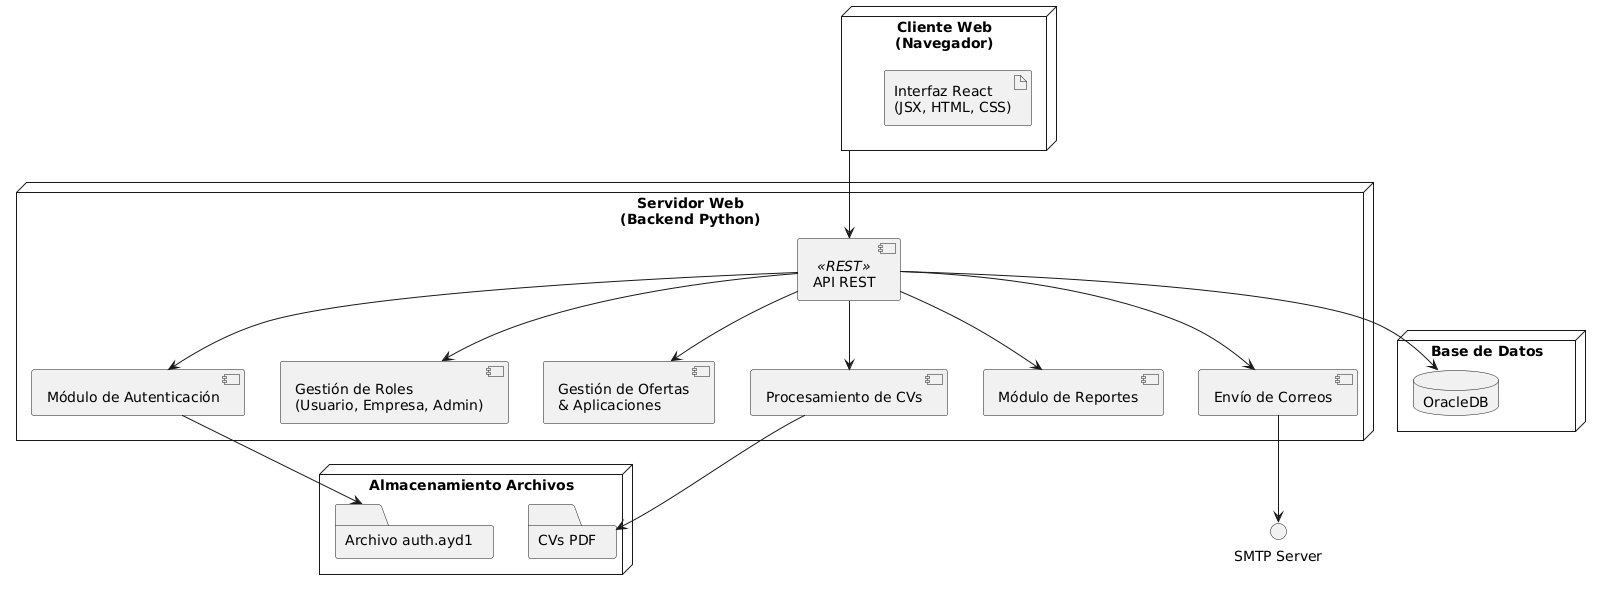 Cliente Web
(Navegador)
Interfaz React
(JSX, HTML, CSS)
Servidor Web
(Backend Python)
«REST»
API REST
Módulo de Autenticación
Gestión de Roles
(Usuario, Empresa, Admin)
Gestión de Ofertas
& Aplicaciones
Procesamiento de CVs
Módulo de Reportes
Envío de Correos
Base de Datos
OracleDB
Almacenamiento Archivos
Archivo auth.ayd1
CVs PDF
SMTP Server